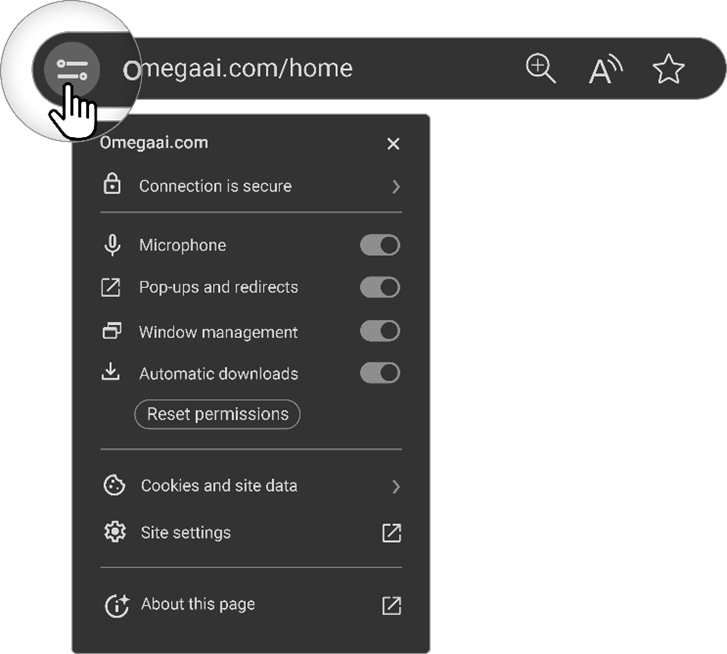 Omegaai.com/home
A
Omegaai.com
Connection is secure
Microphone
Pop-ups and redirects
Window management
Automatic downloads
Reset permissions
Cookies and site data
Site settings
About this page